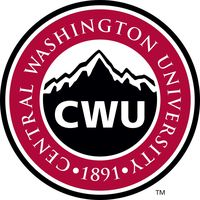 CENTRAL WASHINGTON UNIVERSITY
CWU
·1891·
TM